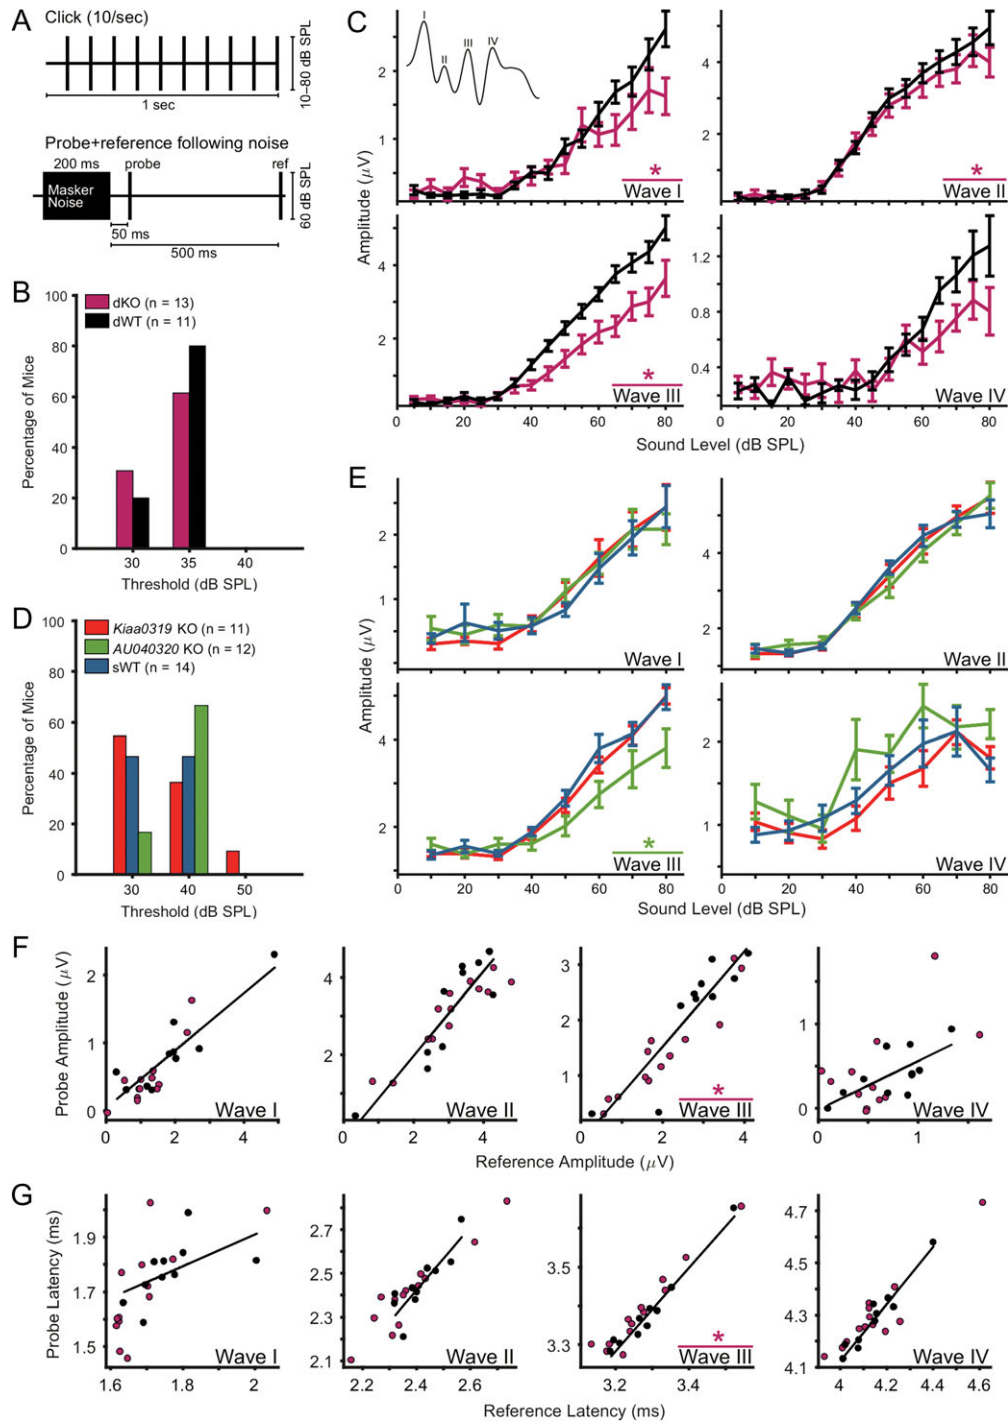 A
Click (10/sec)
10–80 dB SPL
1 sec
Probe+reference following noise
200 ms
probe
ref
Masker
Noise
60 dB SPL
50 ms
500 ms
B
dKO (n = 13)
dWT (n = 11)
Percentage of Mice
100
80
60
40
20
0
30
35
40
Threshold (dB SPL)
C
I
II
III
IV
Amplitude (µV)
2
1
*
Wave I
4
2
*
Wave II
4
2
0
20
40
60
80
*
Wave III
1.2
0.8
0.4
0
20
40
60
80
Wave IV
Sound Level (dB SPL)
D
Kiaa0319 KO (n = 11)
AU040320 KO (n = 12)
sWT (n = 14)
Percentage of Mice
100
80
60
40
20
0
30
40
50
Threshold (dB SPL)
E
Amplitude (µV)
2
1
Wave I
4
2
Wave II
4
2
0
20
40
60
80
*
Wave III
2
1
0
20
40
60
80
Wave IV
Sound Level (dB SPL)
F
Probe Amplitude (µV)
2
1
0
0
2
4
Wave I
4
2
0
2
4
Wave II
3
2
1
0
2
4
*
Wave III
1
0
0
1
Wave IV
Reference Amplitude (µV)
G
Probe Latency (ms)
1.9
1.7
1.5
1.6
1.8
2
Wave I
2.7
2.5
2.3
2.1
2.2
2.4
2.6
Wave II
3.5
3.3
3.2
3.4
*
Wave III
4.7
4.5
4.3
4.1
4
4.2
4.4
4.6
Wave IV
Reference Latency (ms)